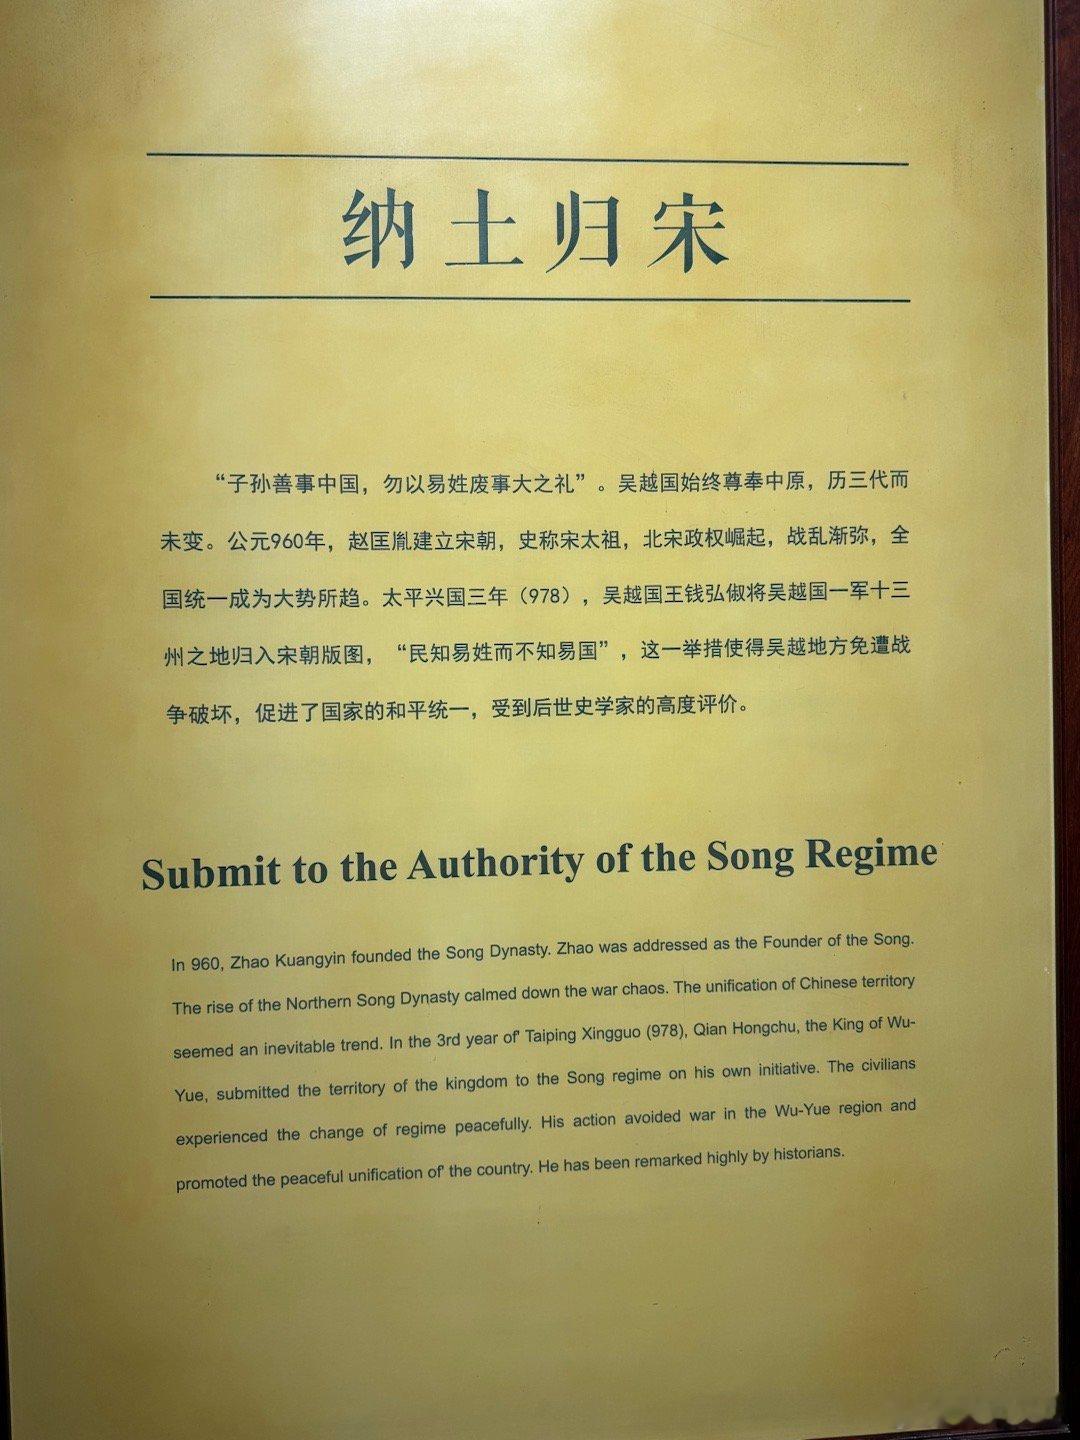 纳土归宋
“子孙善事中国，勿以易姓废事大之礼”。吴越国始终尊奉中原，历三代而
未变。公元960年，赵匡胤建立宋朝，史称宋太祖，北宋政权崛起，战乱渐弥，全
国统一成为大势所趋。太平兴国三年（978），吴越国王钱弘俶将吴越国一军十三
州之地归入宋朝版图，“民知易姓而不知易国”，这一举措使得吴越地方免遭战
争破坏，促进了国家的和平统一，受到后世史学家的高度评价。
Submit to the Authority of the Song Regime
In 960, Zhao Kuangyin founded the Song Dynasty. Zhao was addressed as the Founder of the Song.
The rise of the Northern Song Dynasty calmed down the war chaos. The unification of Chinese territory
seemed an inevitable trend. In the 3rd year of' Taiping Xingguo (978), Qian Hongchu, the King of Wu-
Yue, submitted the territory of the kingdom to the Song regime on his own initiative. The civilians
experienced the change of regime peacefully. His action avoided war in the Wu-Yue region and
promoted the peaceful unification of' the country. He has been remarked highly by historians.